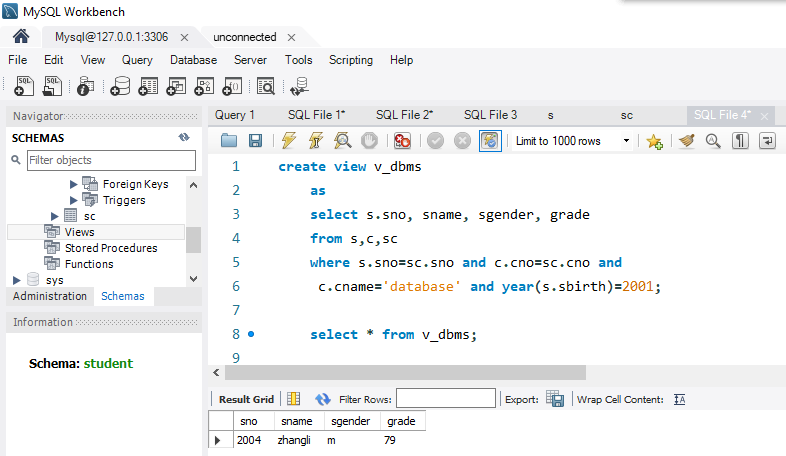 MySQL Workbench
Mysql@127.0.0.1:3306 × unconnected
File Edit View Query Database Server Tools Scripting Help
Navigator
SCHEMAS
Filter objects
Foreign Keys
Triggers
sc
Views
Stored Procedures
Functions
sys
Administration Schemas
Information
Schema: student
Query 1 SQL File 1* SQL File 2* SQL File 3 s sc SQL File 4* ×
Limit to 1000 rows
1 create view v_dbms
2 as
3 select s.sno, sname, sgender, grade
4 from s,c,sc
5 where s.sno=sc.sno and c.cno=sc.cno and
6 c.cname='database' and year(s.sbirth)=2001;
7
8 select * from v_dbms;
9
Result Grid Filter Rows: Export: Wrap Cell Content: IA
sno sname sgender grade
2004 zhangli m 79